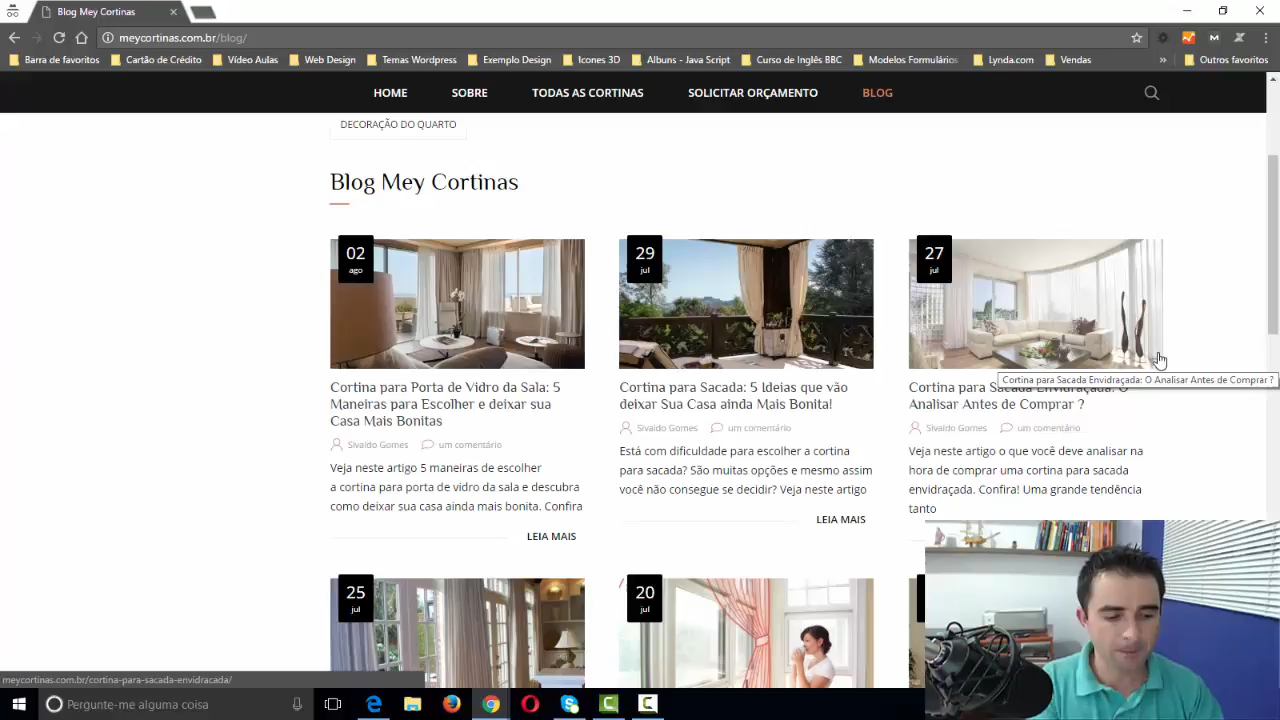 Blog Mey Cortinas
meycortinas.com.br/blog/
Barra de favoritos
Cartão de Crédito
Vídeo Aulas
Web Design
Temas Wordpress
Exemplo Design
Icones 3D
Albuns - Java Script
Curso de Inglês BBC
Modelos Formulários
Lynda.com
Vendas
Outros favoritos
HOME
SOBRE
TODAS AS CORTINAS
SOLICITAR ORÇAMENTO
BLOG
DECORAÇÃO DO QUARTO
Blog Mey Cortinas
02
ago
Cortina para Porta de Vidro da Sala: 5
Maneiras para Escolher e deixar sua
Casa Mais Bonitas
Sivaldo Gomes
um comentário
Veja neste artigo 5 maneiras de escolher
a cortina para porta de vidro da sala e descubra
como deixar sua casa ainda mais bonita. Confira
LEIA MAIS
29
jul
Cortina para Sacada: 5 Ideias que vão
deixar Sua Casa ainda Mais Bonita!
Sivaldo Gomes
um comentário
Está com dificuldade para escolher a cortina
para sacada? São muitas opções e mesmo assim
você não consegue se decidir? Veja neste artigo
LEIA MAIS
27
jul
Cortina para Sacada Envidraçada: O Analisar Antes de Comprar ?
Cortina para Sacada Envidraçada: O
Analisar Antes de Comprar ?
Sivaldo Gomes
um comentário
Veja neste artigo o que você deve analisar na
hora de comprar uma cortina para sacada
envidraçada. Confira! Uma grande tendência
tanto
25
jul
20
jul
meycortinas.com.br/cortina-para-sacada-envidracada/
Pergunte-me alguma coisa